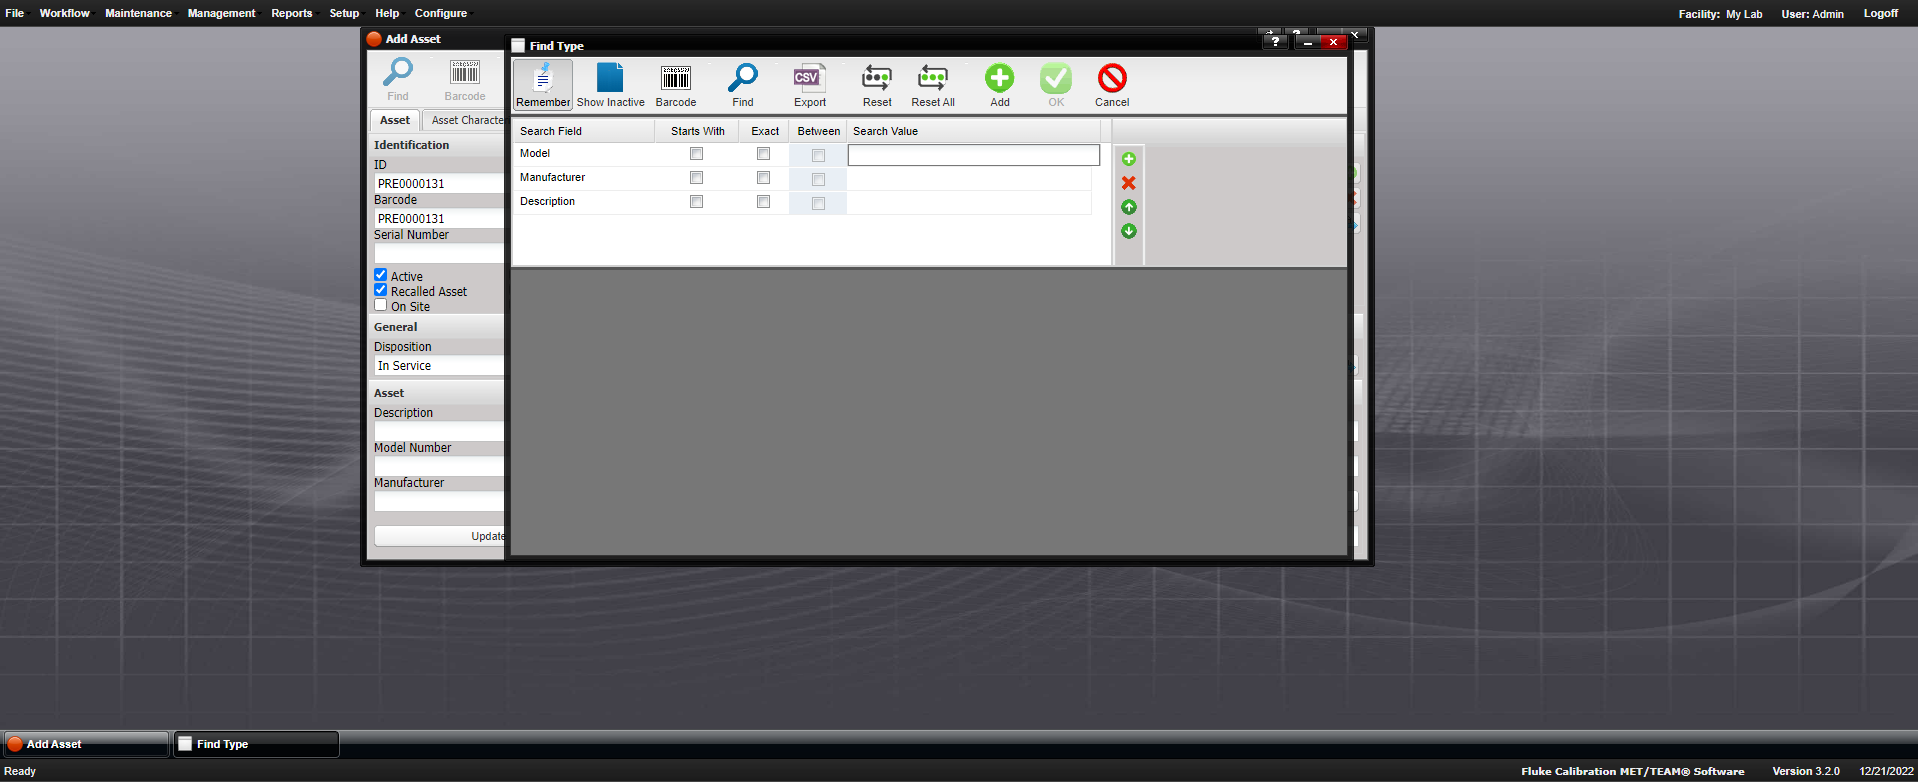 File Workflow Maintenance Management Reports Setup Help Configure Facility: My Lab User: Admin Logoff
Add Asset
Find Type
Find Barcode
Remember Show Inactive Barcode Find Export Reset Reset All Add OK Cancel
CSV
Asset
Search Field Starts With Exact Between Search Value
Model
Manufacturer
Description
Identification
ID
PRE0000131
Barcode
PRE0000131
Serial Number
Active
Recalled Asset
On Site
General
Disposition
In Service
Asset
Description
Model Number
Manufacturer
Update
Add Asset Find Type
Ready Fluke Calibration MET/TEAM® Software Version 3.2.0 12/21/2022